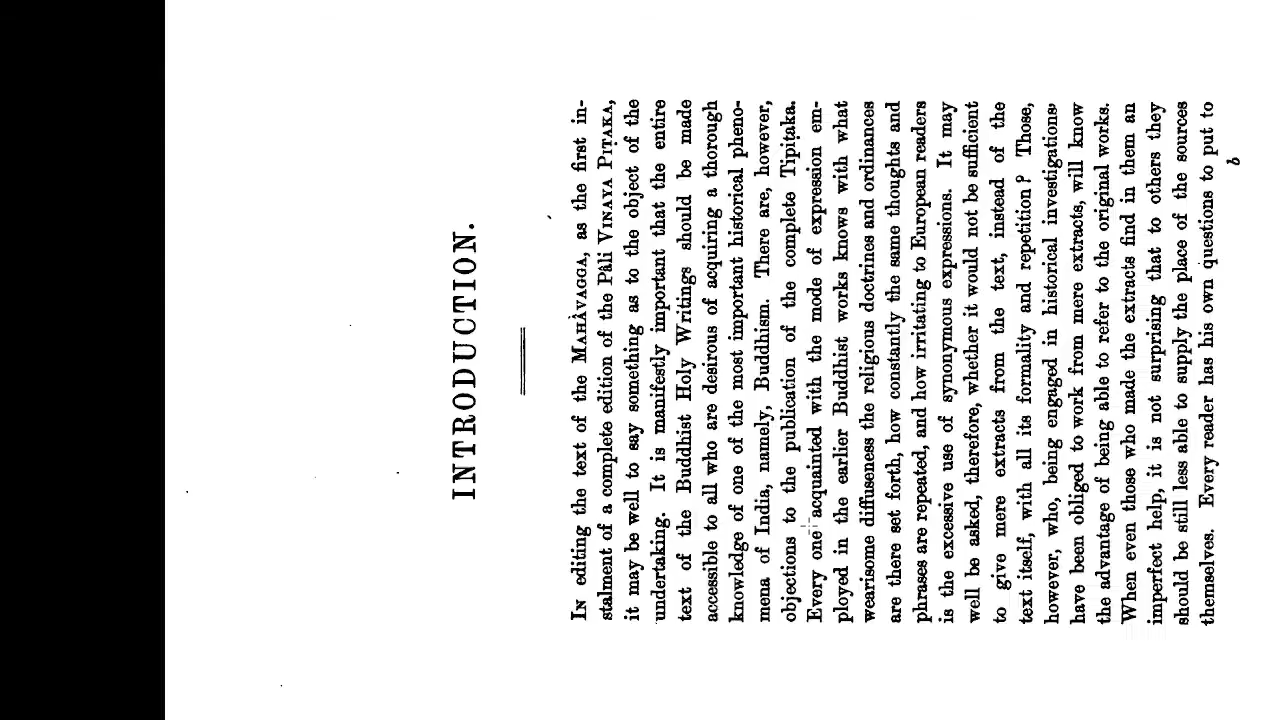 INTRODUCTION.
In editing the text of the Mahâvagga, as the first in-
stalment of a complete edition of the Pâli Vinaya Piṭaka,
it may be well to say something as to the object of the
undertaking. It is manifestly important that the entire
text of the Buddhist Holy Writings should be made
accessible to all who are desirous of acquiring a thorough
knowledge of one of the most important historical pheno-
mena of India, namely, Buddhism. There are, however,
objections to the publication of the complete Tipiṭaka.
Every one acquainted with the mode of expression em-
ployed in the earlier Buddhist works knows with what
wearisome diffuseness the religious doctrines and ordinances
are there set forth, how constantly the same thoughts and
phrases are repeated, and how irritating to European readers
is the excessive use of synonymous expressions. It may
well be asked, therefore, whether it would not be sufficient
to give mere extracts from the text, instead of the
text itself, with all its formality and repetition? Those,
however, who, being engaged in historical investigations,
have been obliged to work from mere extracts, will know
the advantage of being able to refer to the original works.
When even those who made the extracts find in them an
imperfect help, it is not surprising that to others they
should be still less able to supply the place of the sources
themselves. Every reader has his own questions to put to
b